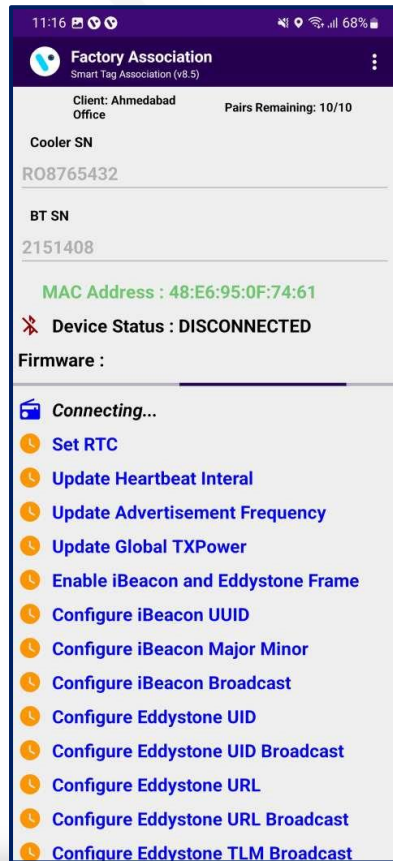 11:16 68%
Factory Association
Smart Tag Association (v8.5)
Client: Ahmedabad Office
Pairs Remaining: 10/10
Cooler SN
RO8765432
BT SN
2151408
MAC Address : 48:E6:95:0F:74:61
Device Status : DISCONNECTED
Firmware :
Connecting...
Set RTC
Update Heartbeat Interal
Update Advertisement Frequency
Update Global TXPower
Enable iBeacon and Eddystone Frame
Configure iBeacon UUID
Configure iBeacon Major Minor
Configure iBeacon Broadcast
Configure Eddystone UID
Configure Eddystone UID Broadcast
Configure Eddystone URL
Configure Eddystone URL Broadcast
Configure Eddystone TLM Broadcast